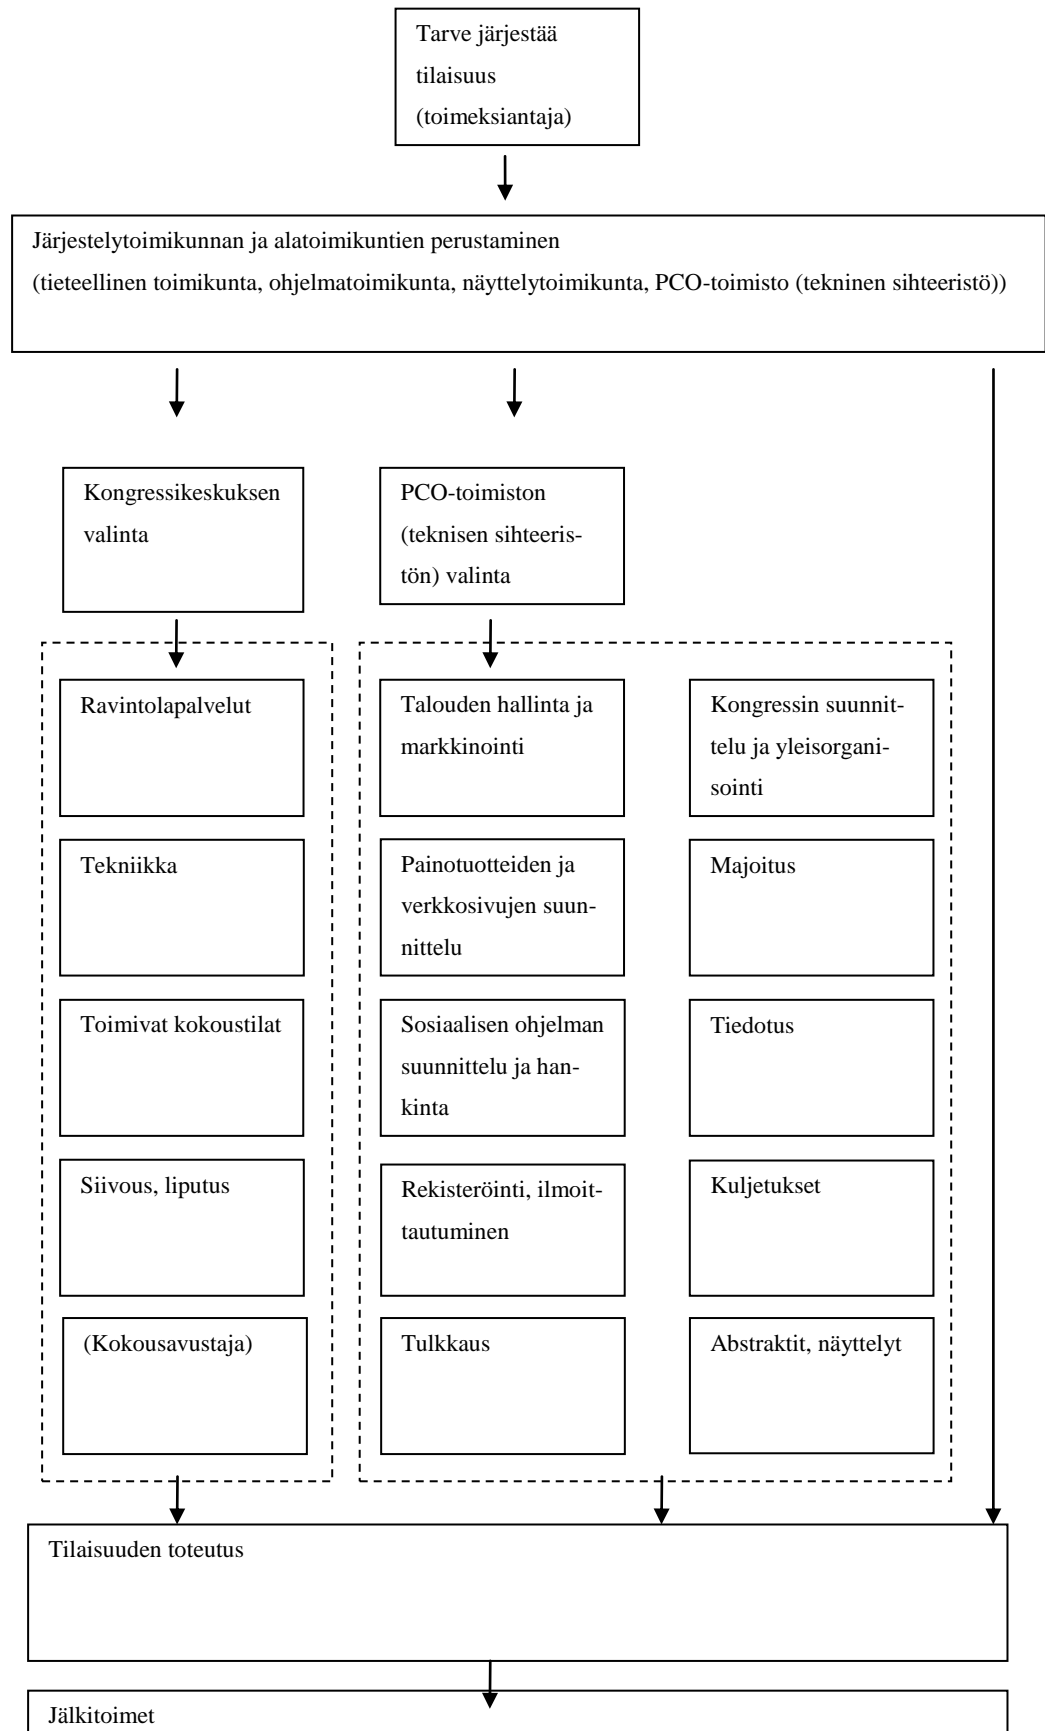 Tarve järjestää
tilaisuus
(toimeksiantaja)
Järjestelytoimikunnan ja alatoimikuntien perustaminen
(tieteellinen toimikunta, ohjelmatoimikunta, näyttelytoimikunta, PCO-toimisto (tekninen sihteeristö))
Kongressikeskuksen
valinta
PCO-toimiston
(teknisen sihteeris-
tön) valinta
Ravintolapalvelut
Tekniikka
Toimivat kokoustilat
Siivous, liputus
(Kokousavustaja)
Talouden hallinta ja
markkinointi
Painotuotteiden ja
verkkosivujen suun-
nittelu
Sosiaalisen ohjelman
suunnittelu ja han-
kinta
Rekisteröinti, ilmoit-
tautuminen
Tulkkaus
Kongressin suunnit-
telu ja yleisorgani-
sointi
Majoitus
Tiedotus
Kuljetukset
Abstraktit, näyttelyt
Tilaisuuden toteutus
Jälkitoimet